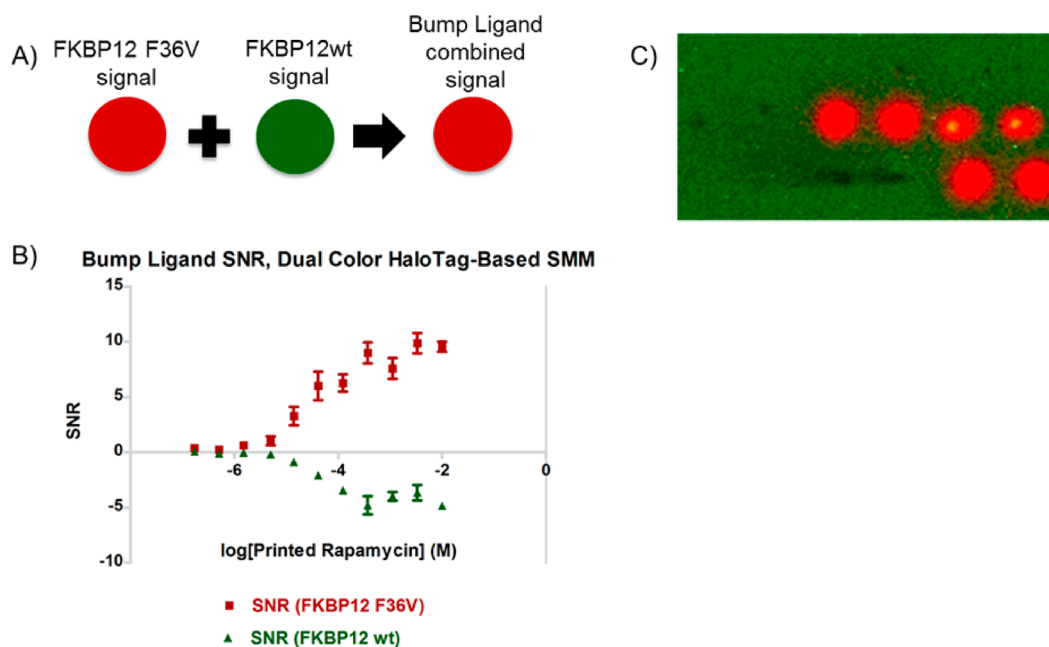 A)
FKBP12 F36V
signal
FKBP12wt
signal
Bump Ligand
combined
signal
C)
B)
Bump Ligand SNR, Dual Color HaloTag-Based SMM
15
10
5
0
-5
-10
SNR
-6
-4
-2
0
log[Printed Rapamycin] (M)
SNR (FKBP12 F36V)
SNR (FKBP12 wt)